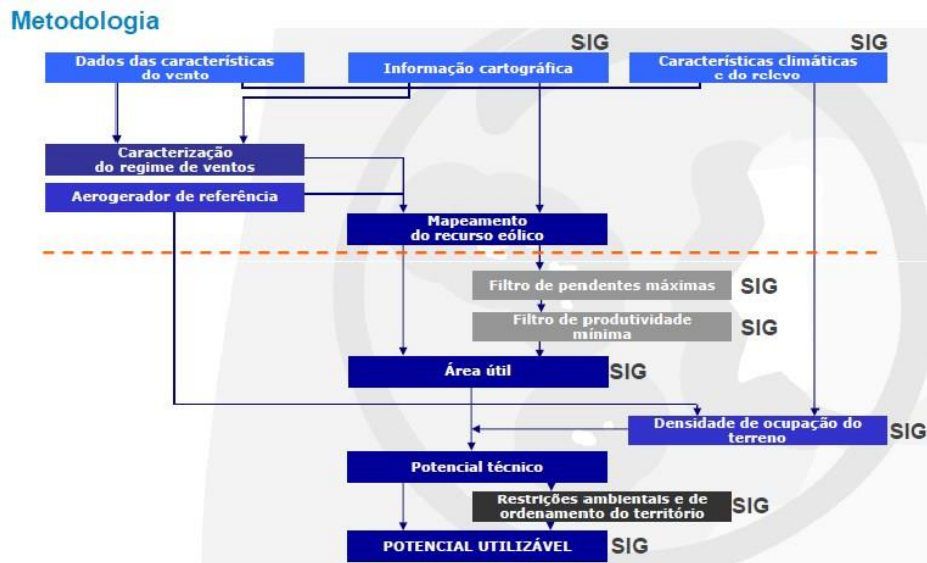 Metodologia
SIG
SIG
Dados das características
do vento
Informação cartográfica
Características climáticas
e do relevo
Caracterização
do regime de ventos
Aerogerador de referência
Mapeamento
do recurso eólico
Filtro de pendentes máximas
SIG
Filtro de produtividade
mínima
SIG
Área útil
SIG
Densidade de ocupação do
terreno
SIG
Potencial técnico
Restrições ambientais e de
ordenamento do território
SIG
POTENCIAL UTILIZÁVEL
SIG